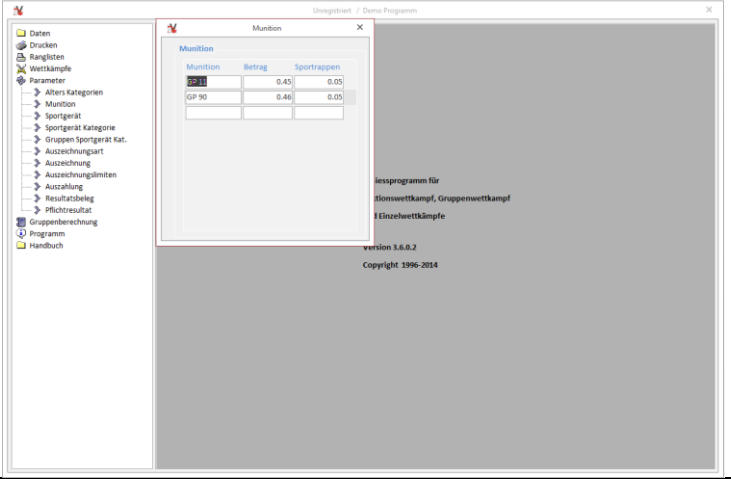 Unregistriert / Demo Programm
Daten
Drucken
Ranglisten
Wettkämpfe
Parameter
Alters Kategorien
Munition
Sportgerät
Sportgerät Kategorie
Gruppen Sportgerät Kat.
Auszeichnungsart
Auszeichnung
Auszeichnungslimiten
Auszahlung
Resultatsbeleg
Pflichtresultat
Gruppenberechnung
Programm
Handbuch
Munition
Munition
Munition Betrag Sportrappen
GP 11 0.45 0.05
GP 90 0.46 0.05
iessprogramm für
ktionswettkampf, Gruppenwettkampf
d Einzelwettkämpfe
Version 3.6.0.2
Copyright 1996-2014